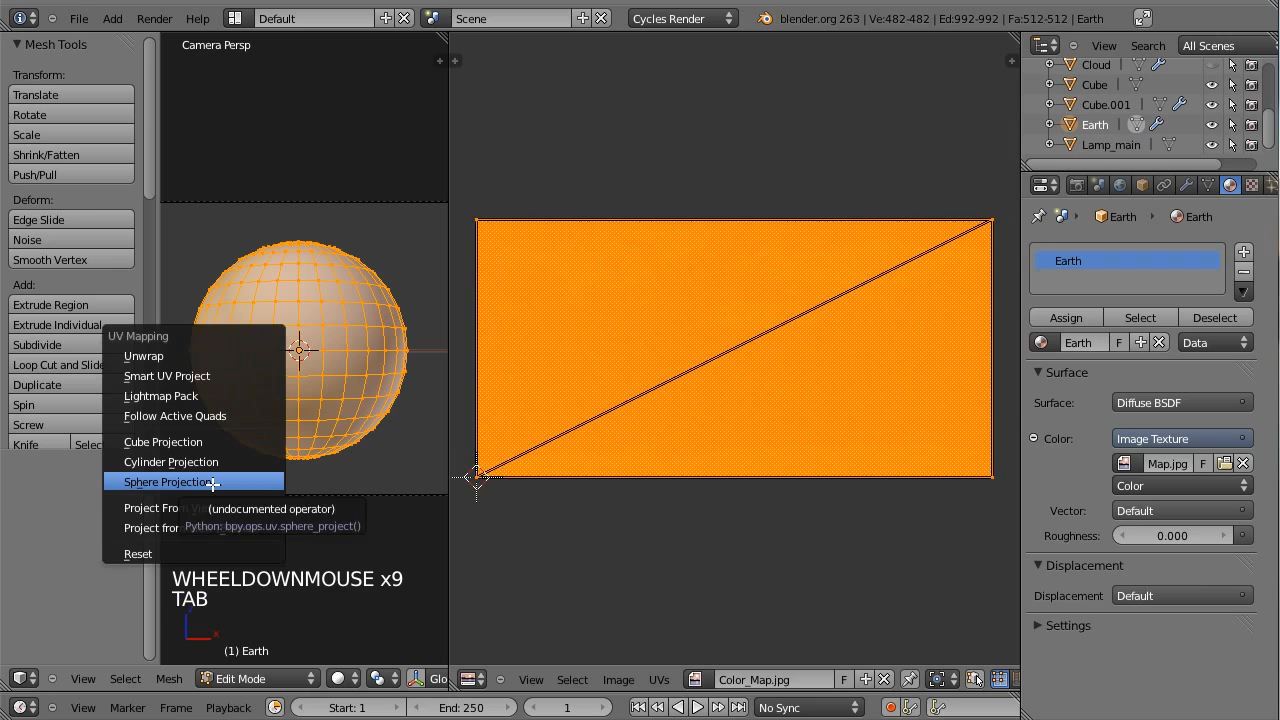 File Add Render Help Default Scene Cycles Render blender.org 263 | Ve:482-482 | Ed:992-992 | Fa:512-512 | Earth
Mesh Tools
Transform:
Translate
Rotate
Scale
Shrink/Fatten
Push/Pull
Deform:
Edge Slide
Noise
Smooth Vertex
Add:
Extrude Region
Extrude Individual
Subdivide
Loop Cut and Slide
Duplicate
Spin
Screw
Knife Selec
Camera Persp
UV Mapping
Unwrap
Smart UV Project
Lightmap Pack
Follow Active Quads
Cube Projection
Cylinder Projection
Sphere Projection
Project From
Project from
Reset
(undocumented operator)
Python: bpy.ops.uv.sphere_project()
WHEELDOWNMOUSE x9
TAB
x
(1) Earth
View Select Mesh Edit Mode Glo
View Select Image UVs Color_Map.jpg F
View Marker Frame Playback Start: 1 End: 250 1 No Sync
View Search All Scenes
Cloud
Cube
Cube.001
Earth
Lamp_main
Earth Earth
Earth
Assign Select Deselect
Earth F Data
Surface
Surface: Diffuse BSDF
Color: Image Texture
Map.jpg F
Color
Vector: Default
Roughness: 0.000
Displacement
Displacement Default
Settings